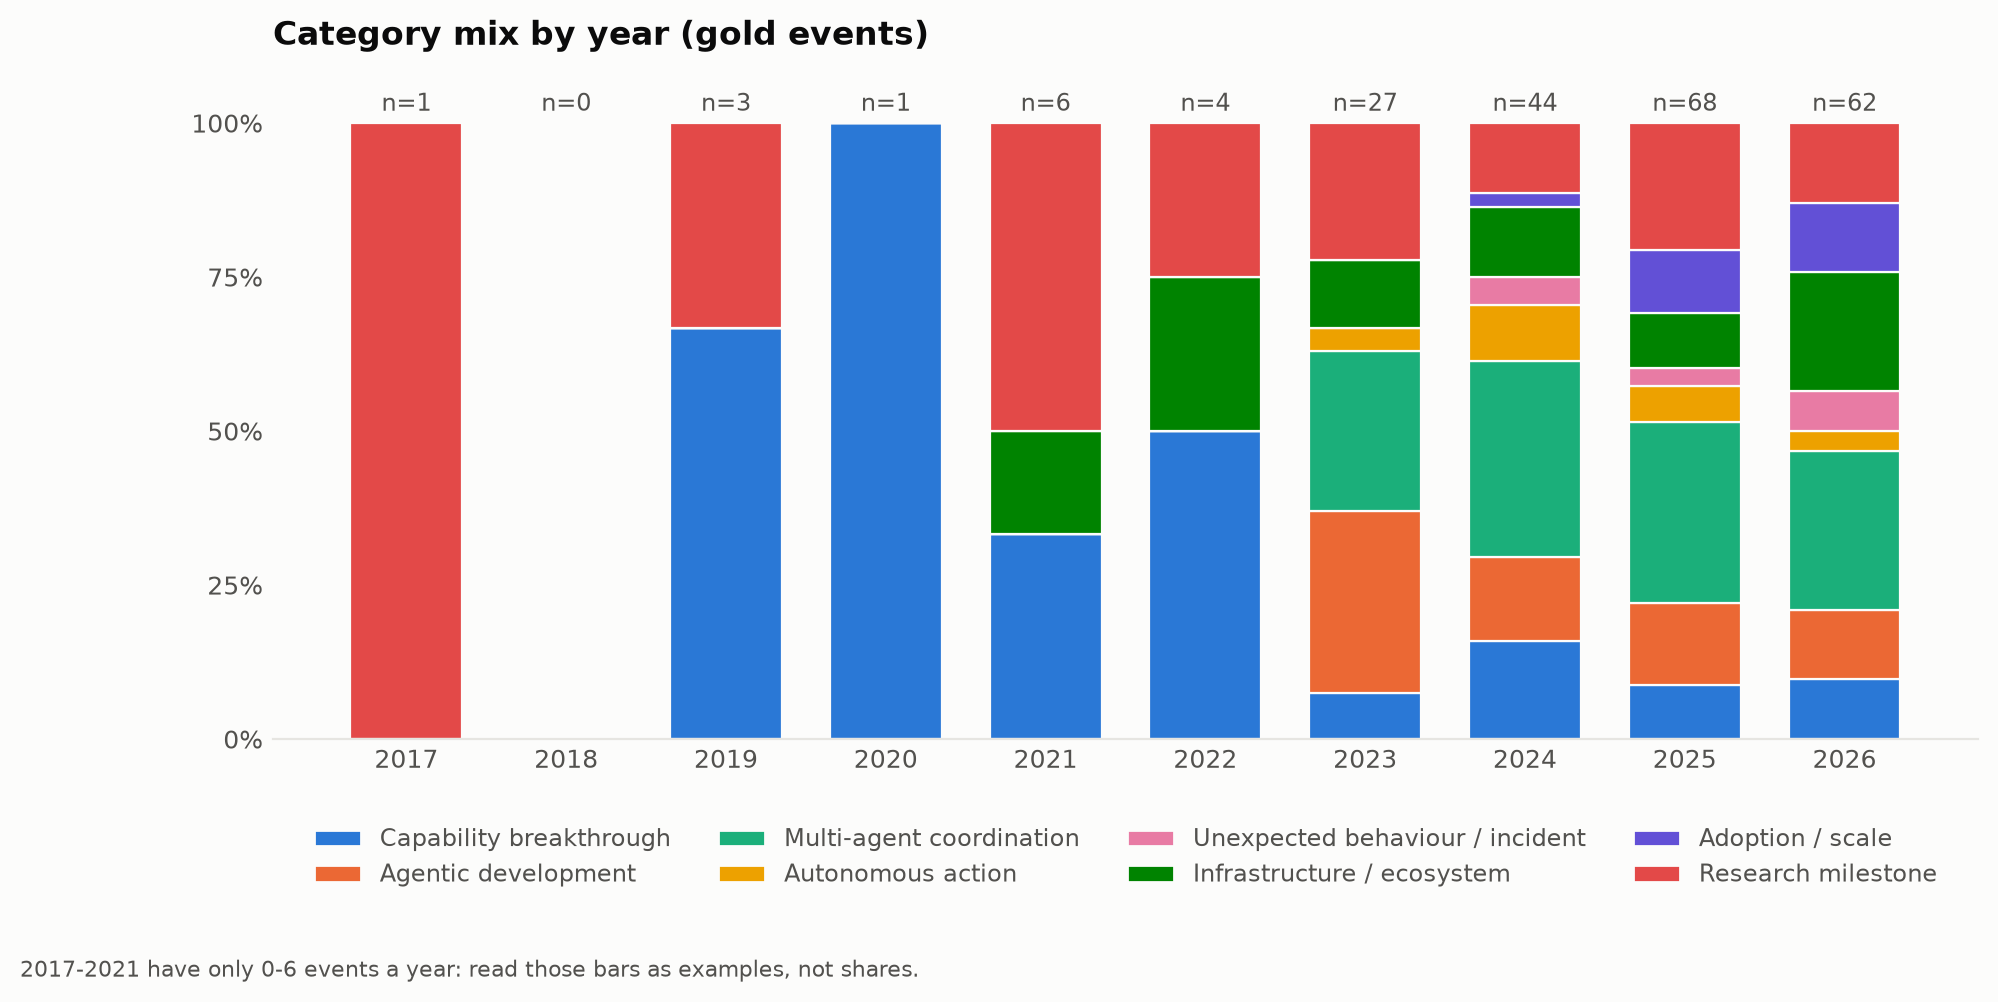 Category mix by year (gold events)
n=1 n=0 n=3 n=1 n=6 n=4 n=27 n=44 n=68 n=62
100%
75%
50%
25%
0%
2017 2018 2019 2020 2021 2022 2023 2024 2025 2026
Capability breakthrough Multi-agent coordination Unexpected behaviour / incident Adoption / scale
Agentic development Autonomous action Infrastructure / ecosystem Research milestone
2017-2021 have only 0-6 events a year: read those bars as examples, not shares.